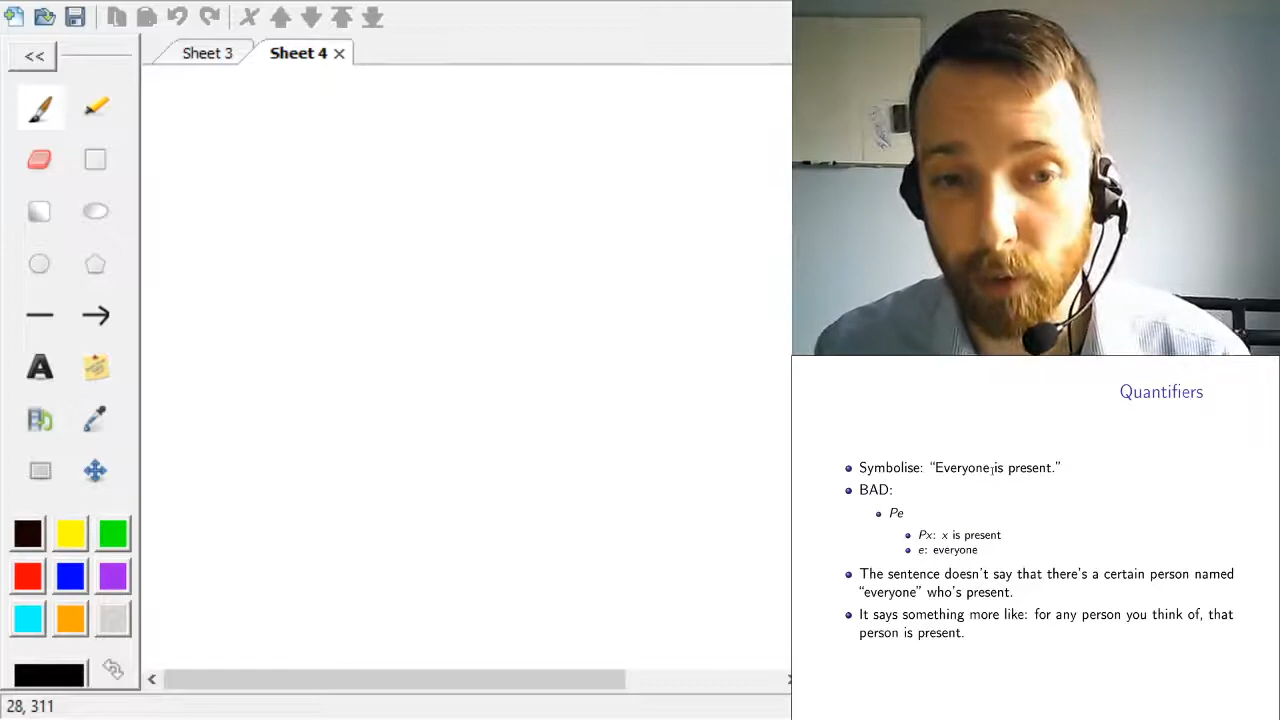 <<
Sheet 3
Sheet 4
A
28, 311
Quantifiers
Symbolise: “Everyone is present.”
BAD:
Pe
Px: x is present
e: everyone
The sentence doesn't say that there's a certain person named
“everyone” who's present.
It says something more like: for any person you think of, that
person is present.